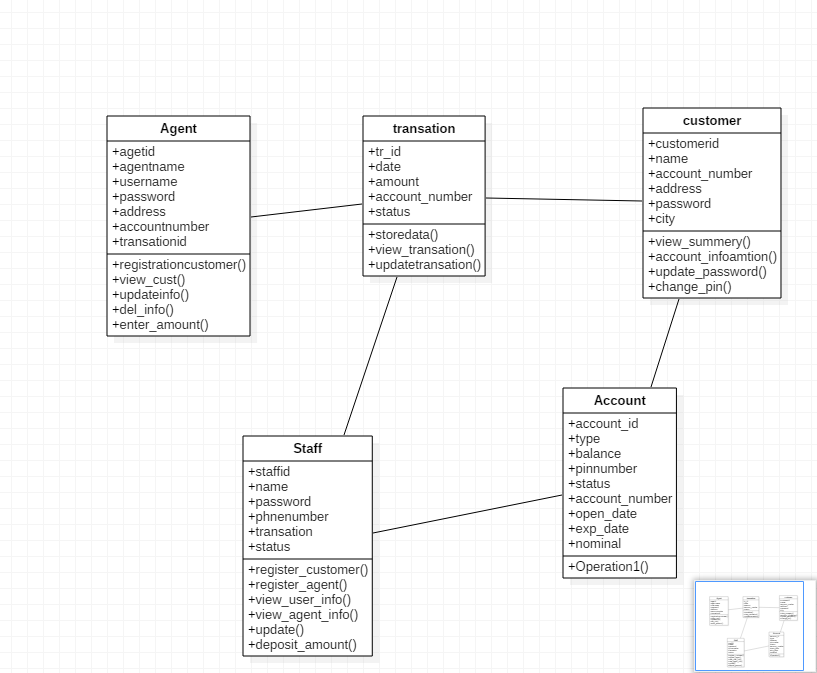 Agent
+agetid
+agentname
+username
+password
+address
+accountnumber
+transationid
+registrationcustomer()
+view_cust()
+updateinfo()
+del_info()
+enter_amount()
transation
+tr_id
+date
+amount
+account_number
+status
+storedata()
+view_transation()
+updatetransation()
customer
+customerid
+name
+account_number
+address
+password
+city
+view_summery()
+account_infoamtion()
+update_password()
+change_pin()
Staff
+staffid
+name
+password
+phnenumber
+transation
+status
+register_customer()
+register_agent()
+view_user_info()
+view_agent_info()
+update()
+deposit_amount()
Account
+account_id
+type
+balance
+pinnumber
+status
+account_number
+open_date
+exp_date
+nominal
+Operation1()